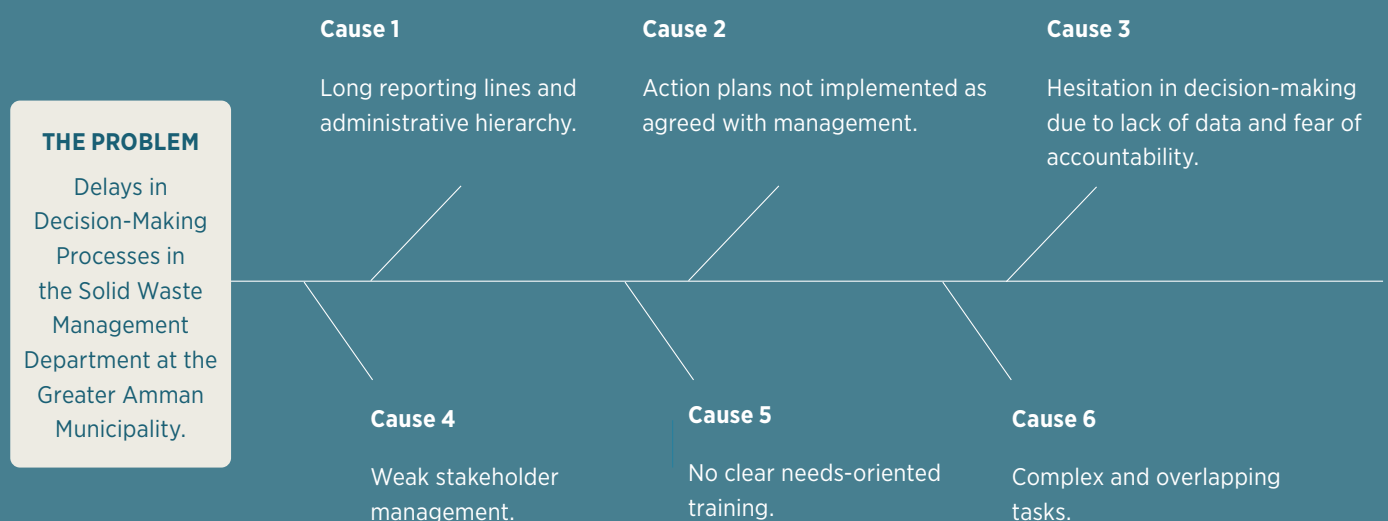 Cause 1
Long reporting lines and
administrative hierarchy.
Cause 2
Action plans not implemented as
agreed with management.
Cause 3
Hesitation in decision-making
due to lack of data and fear of
accountability.
THE PROBLEM
Delays in
Decision-Making
Processes in
the Solid Waste
Management
Department at the
Greater Amman
Municipality.
Cause 4
Weak stakeholder
management.
Cause 5
No clear needs-oriented
training.
Cause 6
Complex and overlapping
tasks.